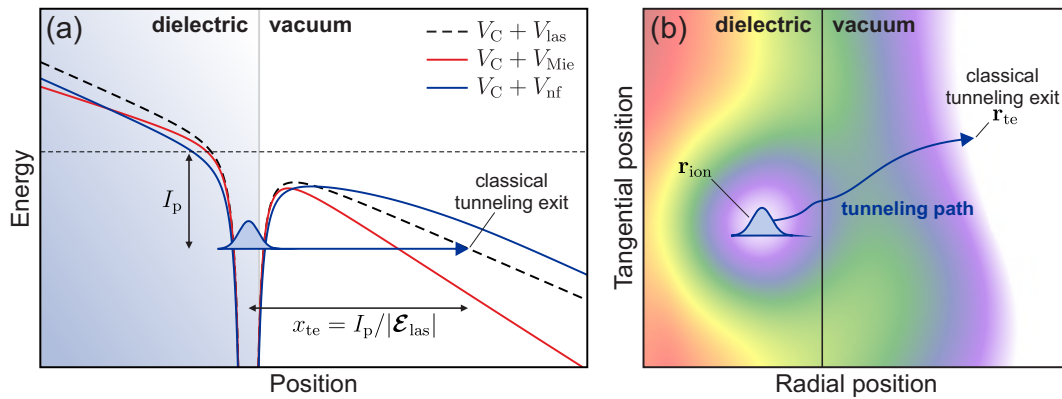 (a)
dielectric
vacuum
V_C + V_las
V_C + V_Mie
V_C + V_nf
I_p
classical
tunneling exit
x_te = I_p/|𝓔_las|
Energy
Position
(b)
dielectric
vacuum
classical
tunneling exit
r_te
r_ion
tunneling path
Tangential position
Radial position